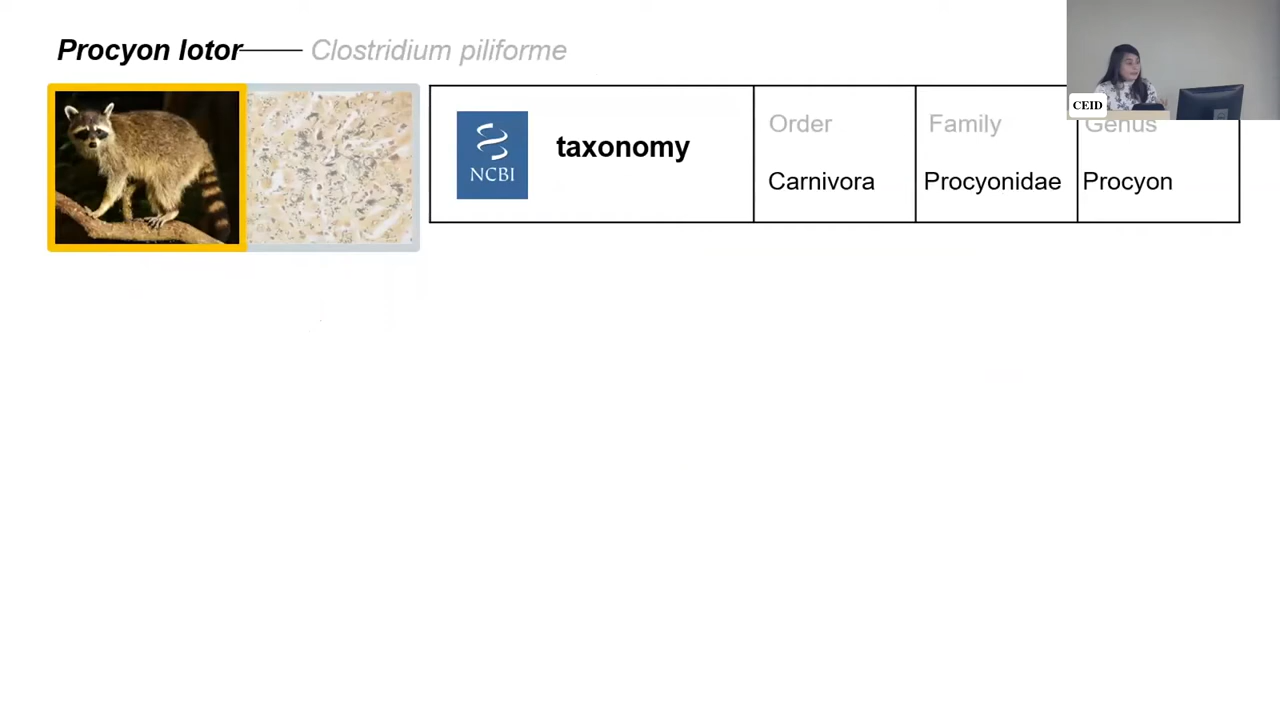 Procyon lotor
Clostridium piliforme
NCBI
taxonomy
Order
Family
Genus
Carnivora
Procyonidae
Procyon
CEID